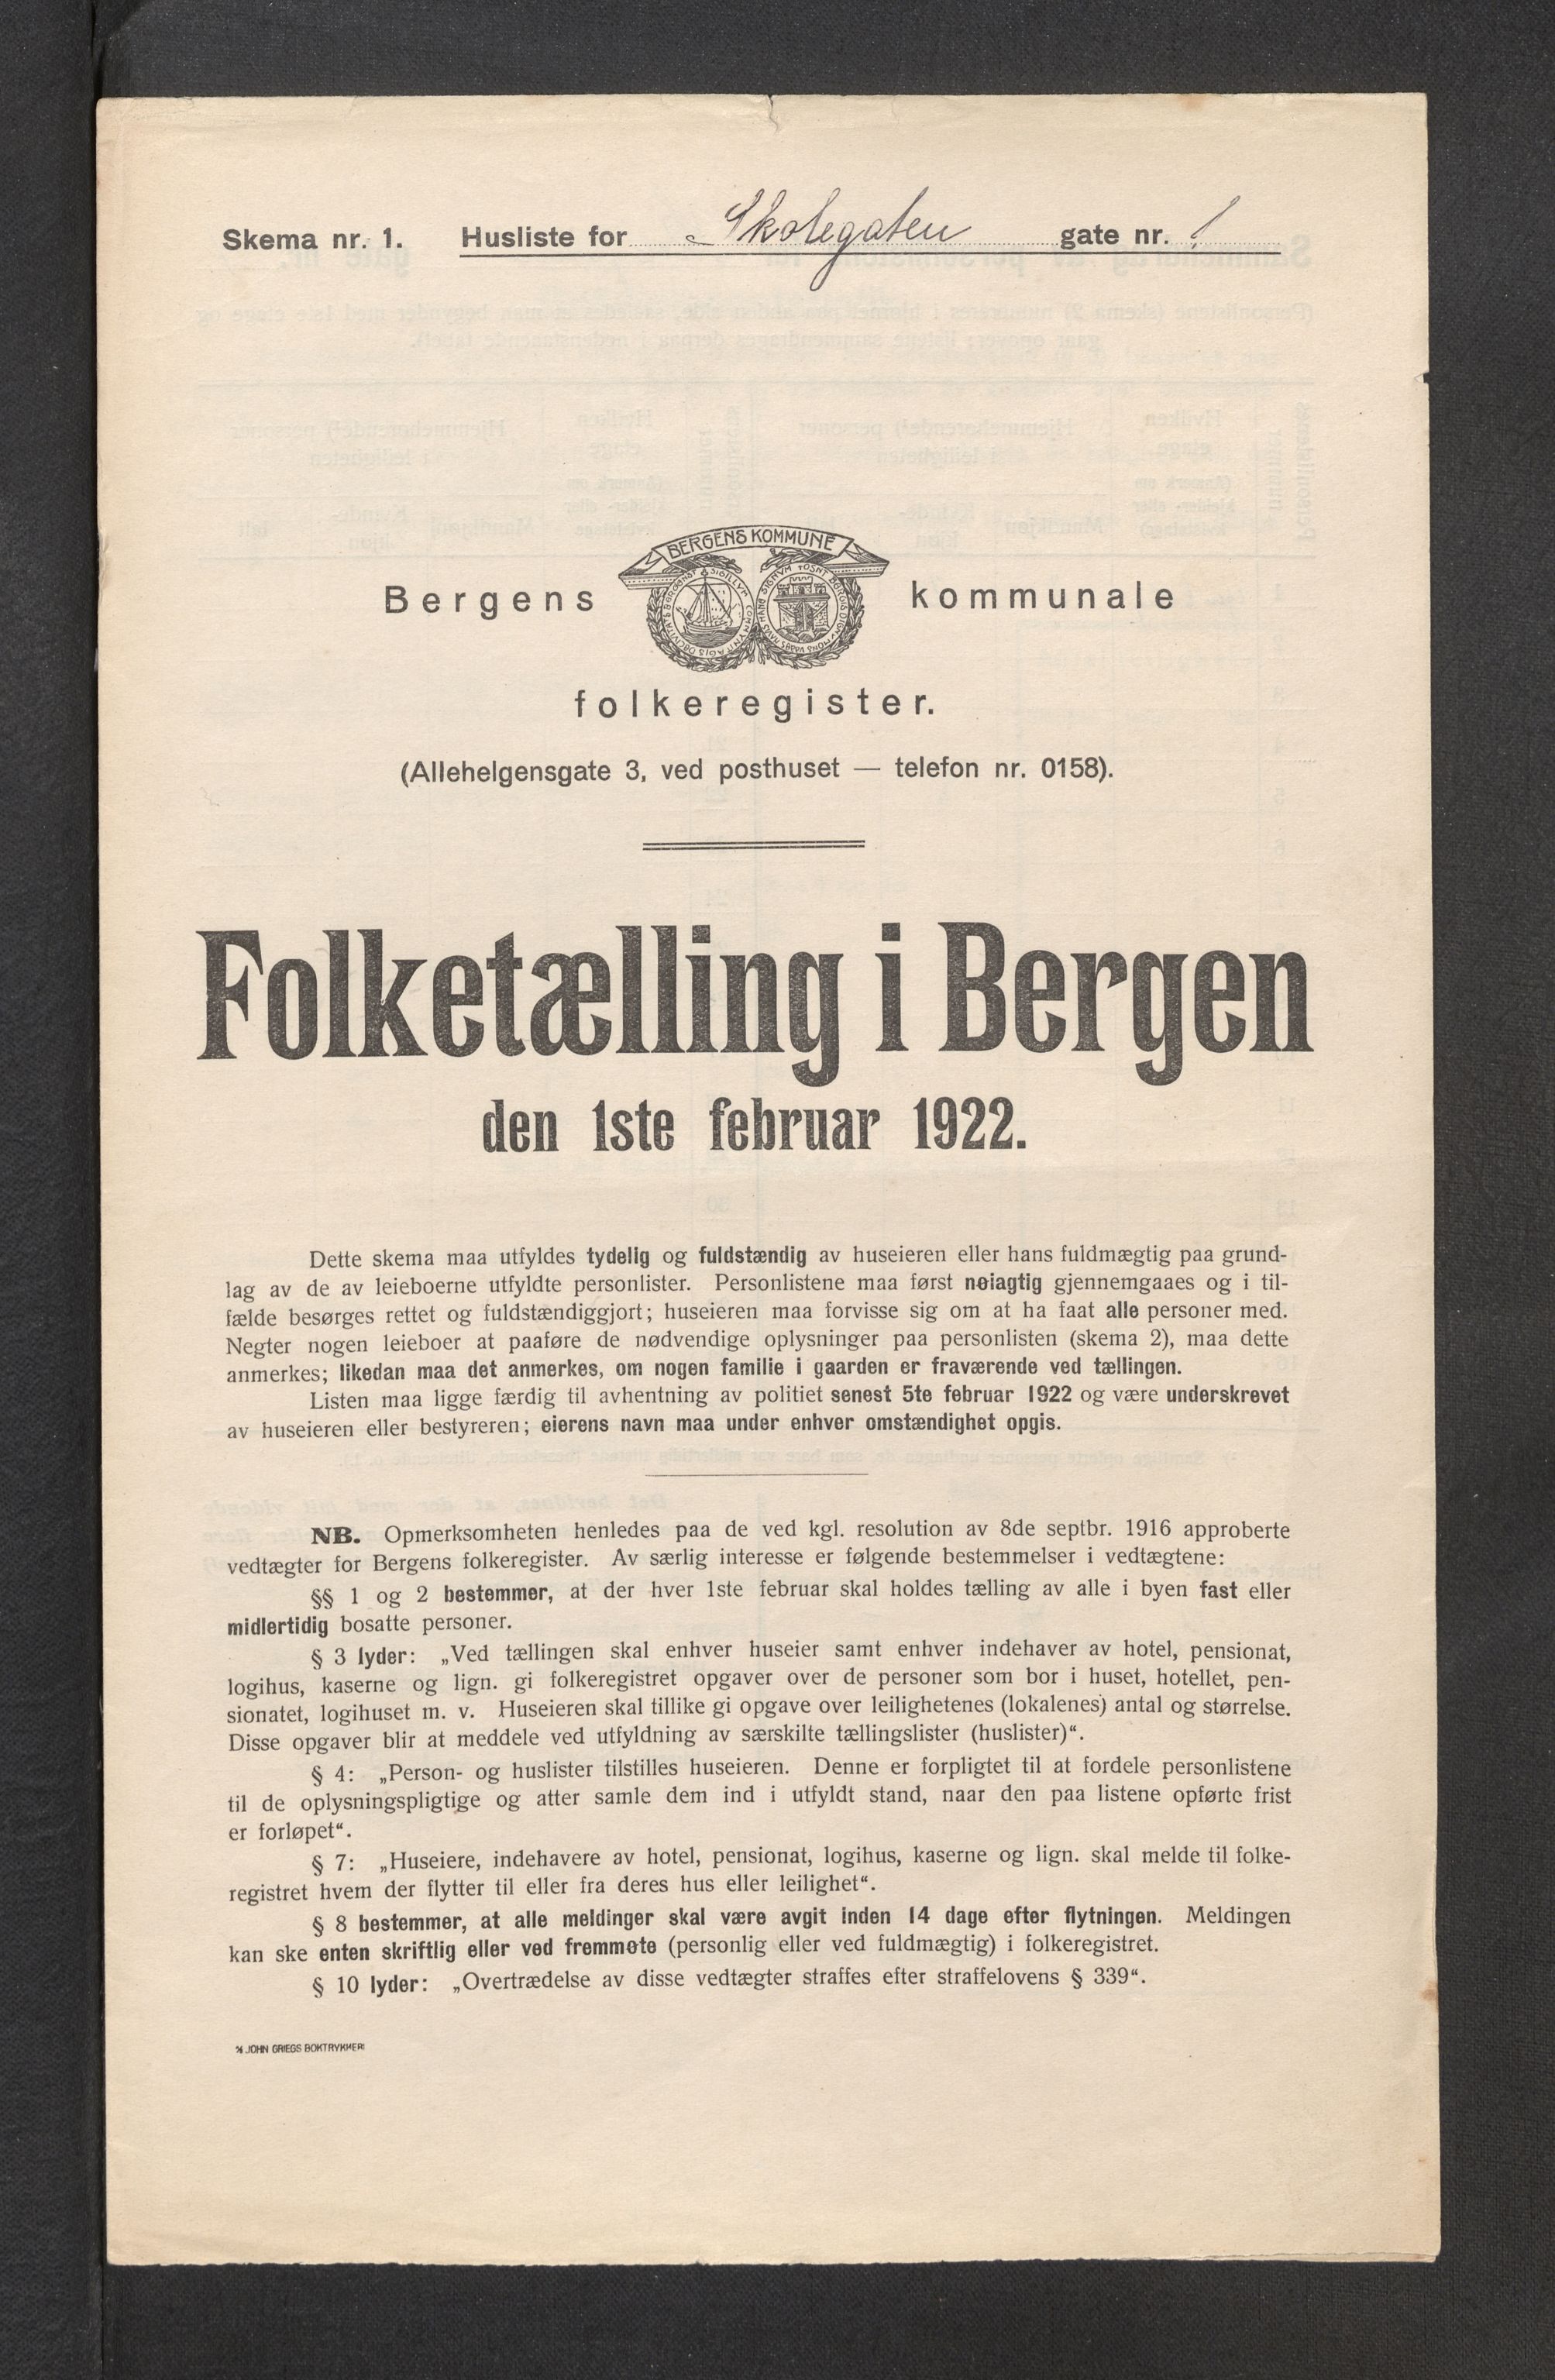 Skema nr. 1. Husliste for Skolegaten gate nr. 1
BERGENS KOMMUNE
Bergens kommunale
folkeregister.
(Allehelgensgate 3, ved posthuset — telefon nr. 0158).
Folketælling i Bergen
den 1ste februar 1922.
Dette skema maa utfyldes tydelig og fuldstændig av huseieren eller hans fuldmægtig paa grund-
lag av de av leieboerne utfyldte personlister. Personlistene maa først nøiagtig gjennemgaaes og i til-
fælde besørges rettet og fuldstændiggjort; huseieren maa forvisse sig om at ha faat alle personer med.
Negter nogen leieboer at paaføre de nødvendige oplysninger paa personlisten (skema 2), maa dette
anmerkes; likedan maa det anmerkes, om nogen familie i gaarden er fraværende ved tællingen.
Listen maa ligge færdig til avhentning av politiet senest 5te februar 1922 og være underskrevet
av huseieren eller bestyreren; eierens navn maa under enhver omstændighet opgis.
NB. Opmerksomheten henledes paa de ved kgl. resolution av 8de septbr. 1916 approberte
vedtægter for Bergens folkeregister. Av særlig interesse er følgende bestemmelser i vedtægtene:
§§ 1 og 2 bestemmer, at der hver 1ste februar skal holdes tælling av alle i byen fast eller
midlertidig bosatte personer.
§ 3 lyder: „Ved tællingen skal enhver huseier samt enhver indehaver av hotel, pensionat,
logihus, kaserne og lign. gi folkeregistret opgaver over de personer som bor i huset, hotellet, pen-
sionatet, logihuset m. v. Huseieren skal tillike gi opgave over leilighetenes (lokalenes) antal og størrelse.
Disse opgaver blir at meddele ved utfyldning av særskilte tællingslister (huslister)“.
§ 4: „Person- og huslister tilstilles huseieren. Denne er forpligtet til at fordele personlistene
til de oplysningspligtige og atter samle dem ind i utfyldt stand, naar den paa listene opførte frist
er forløpet“.
§ 7: „Huseiere, indehavere av hotel, pensionat, logihus, kaserne og lign. skal melde til folke-
registret hvem der flytter til eller fra deres hus eller leilighet“.
§ 8 bestemmer, at alle meldinger skal være avgit inden 14 dage efter flytningen. Meldingen
kan ske enten skriftlig eller ved fremmøte (personlig eller ved fuldmægtig) i folkeregistret.
§ 10 lyder: „Overtrædelse av disse vedtægter straffes efter straffelovens § 339“.
JOHN GRIEGS BOKTRYKKERI